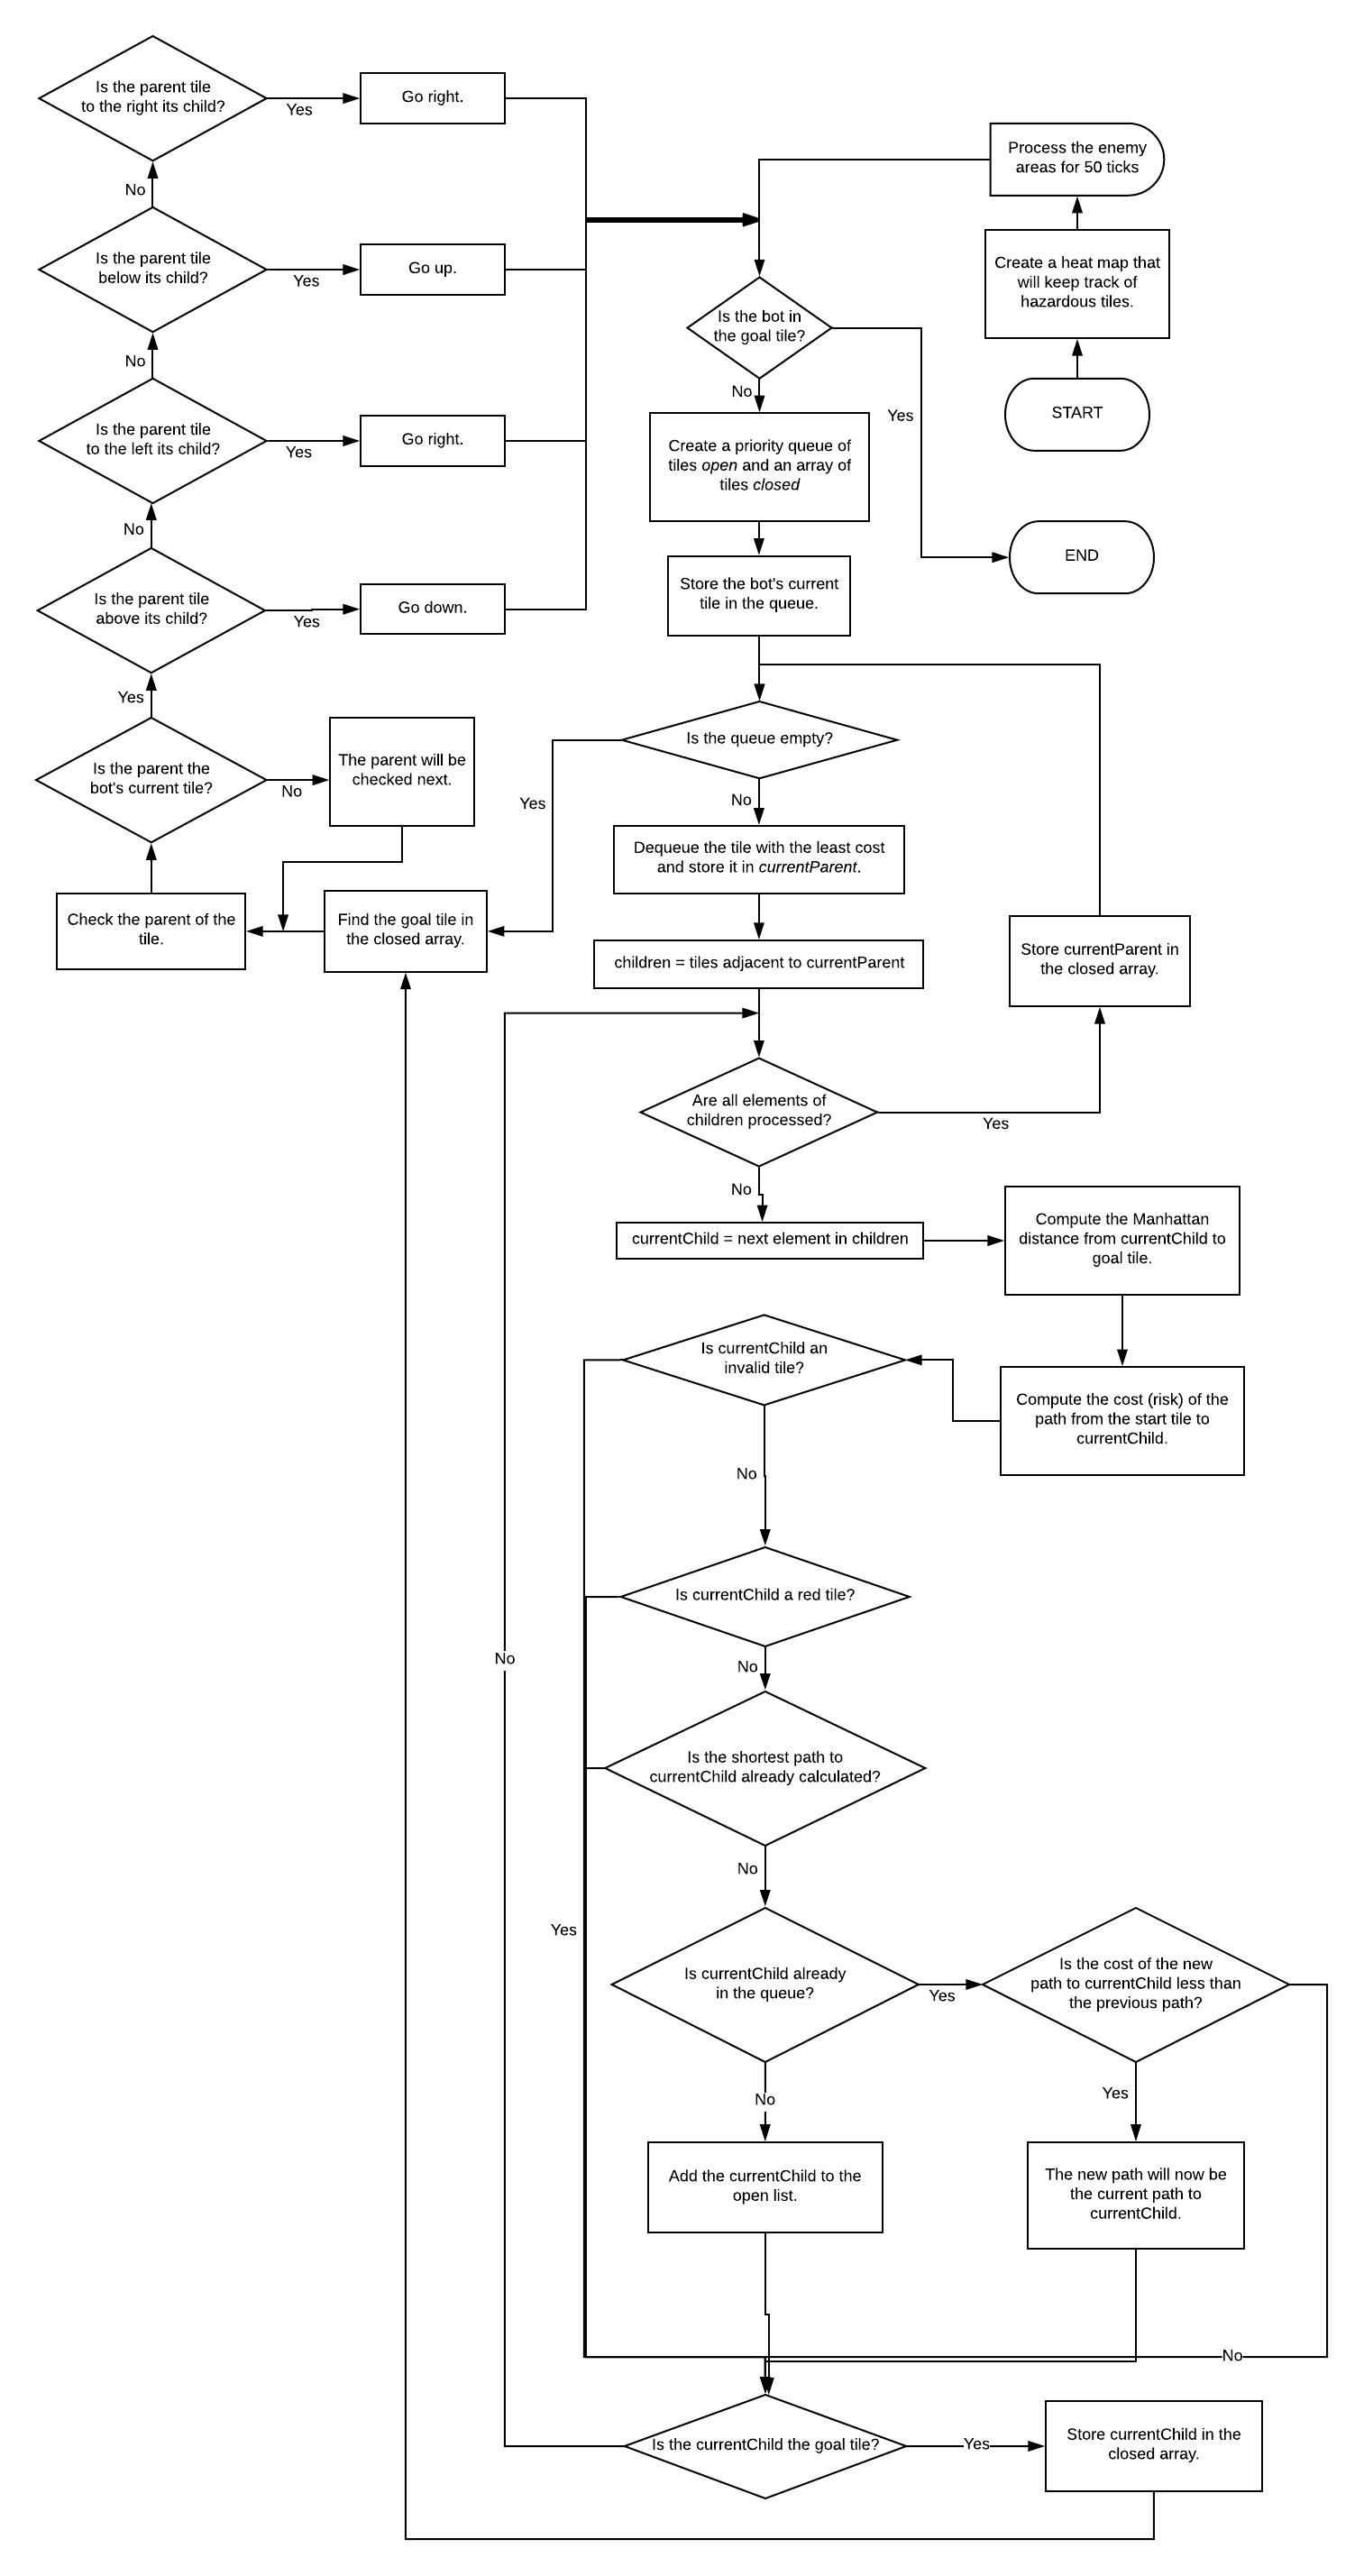 Is the parent tile
to the right its child?
Yes
Go right.
No
Is the parent tile
below its child?
Yes
Go up.
No
Is the parent tile
to the left its child?
Yes
Go right.
No
Is the parent tile
above its child?
Yes
Go down.
Yes
Is the parent the
bot's current tile?
No
The parent will be
checked next.
Check the parent of the
tile.
Find the goal tile in
the closed array.
Process the enemy
areas for 50 ticks
Create a heat map that
will keep track of
hazardous tiles.
START
Is the bot in
the goal tile?
No
Yes
END
Create a priority queue of
tiles open and an array of
tiles closed
Store the bot's current
tile in the queue.
Is the queue empty?
Yes
No
Dequeue the tile with the least cost
and store it in currentParent.
children = tiles adjacent to currentParent
Store currentParent in
the closed array.
Are all elements of
children processed?
Yes
No
currentChild = next element in children
Compute the Manhattan
distance from currentChild to
goal tile.
Compute the cost (risk) of the
path from the start tile to
currentChild.
Is currentChild an
invalid tile?
No
Is currentChild a red tile?
No
No
Is the shortest path to
currentChild already calculated?
No
Yes
Is currentChild already
in the queue?
Yes
Is the cost of the new
path to currentChild less than
the previous path?
No
Yes
Add the currentChild to the
open list.
The new path will now be
the current path to
currentChild.
No
Is the currentChild the goal tile?
Yes
Store currentChild in the
closed array.